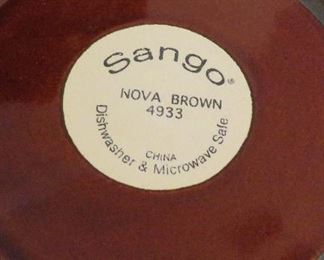 Sango®
NOVA BROWN
4933
CHINA
Dishwasher & Microwave Safe